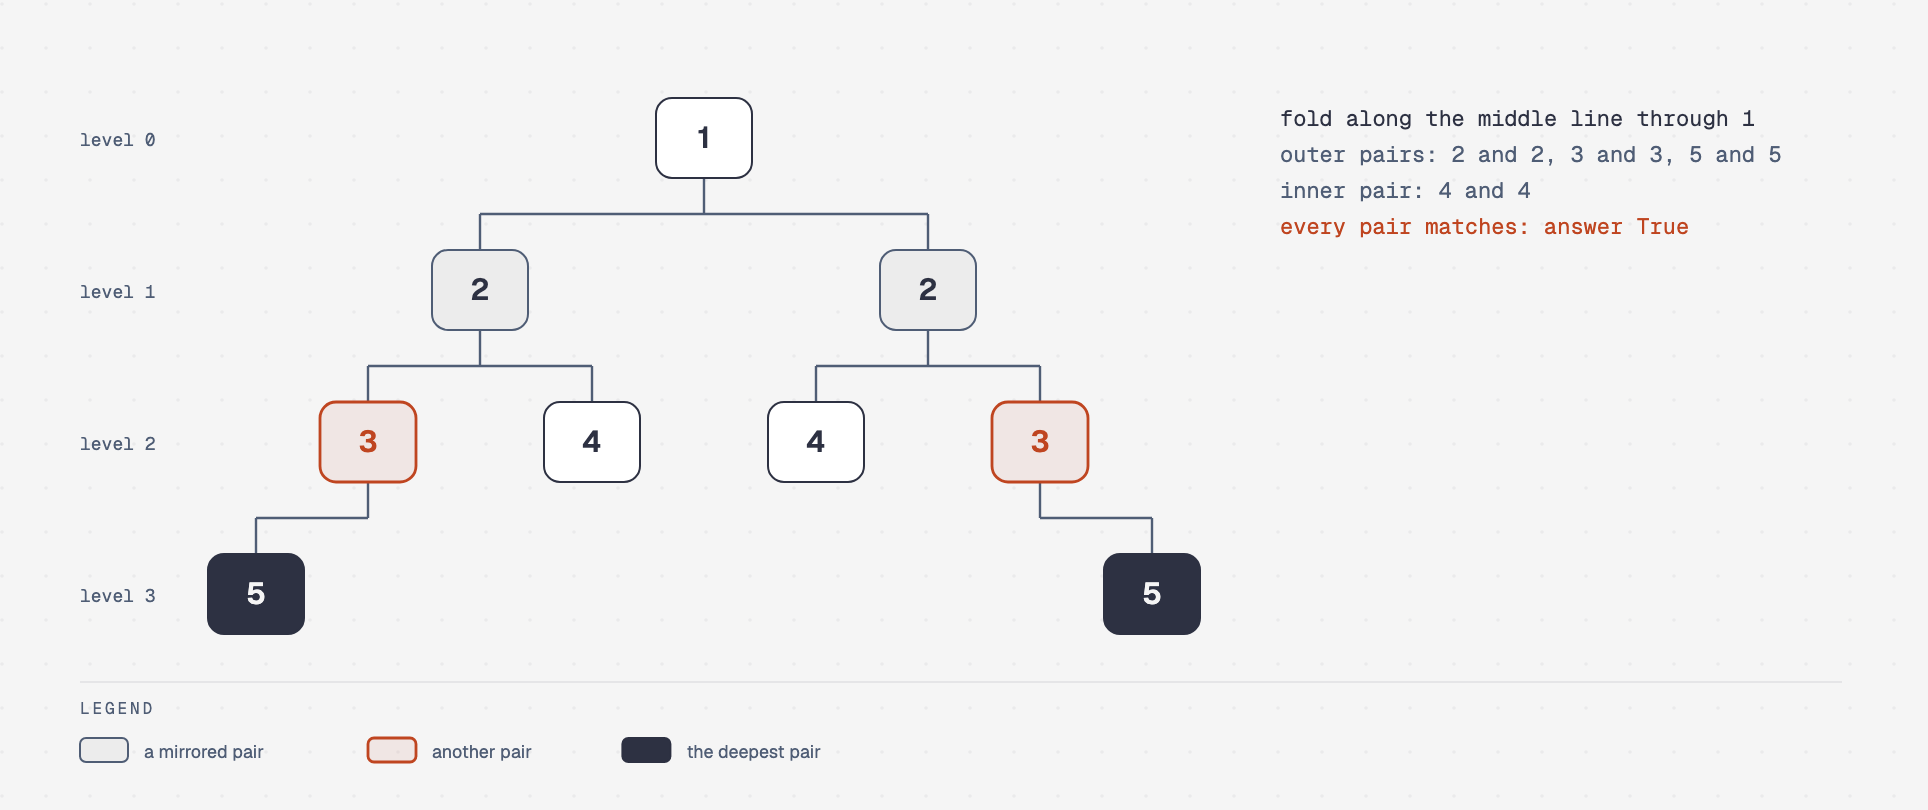 level 0
1
fold along the middle line through 1
outer pairs: 2 and 2, 3 and 3, 5 and 5
inner pair: 4 and 4
every pair matches: answer True
level 1
2
2
level 2
3
4
4
3
level 3
5
5
LEGEND
a mirrored pair
another pair
the deepest pair